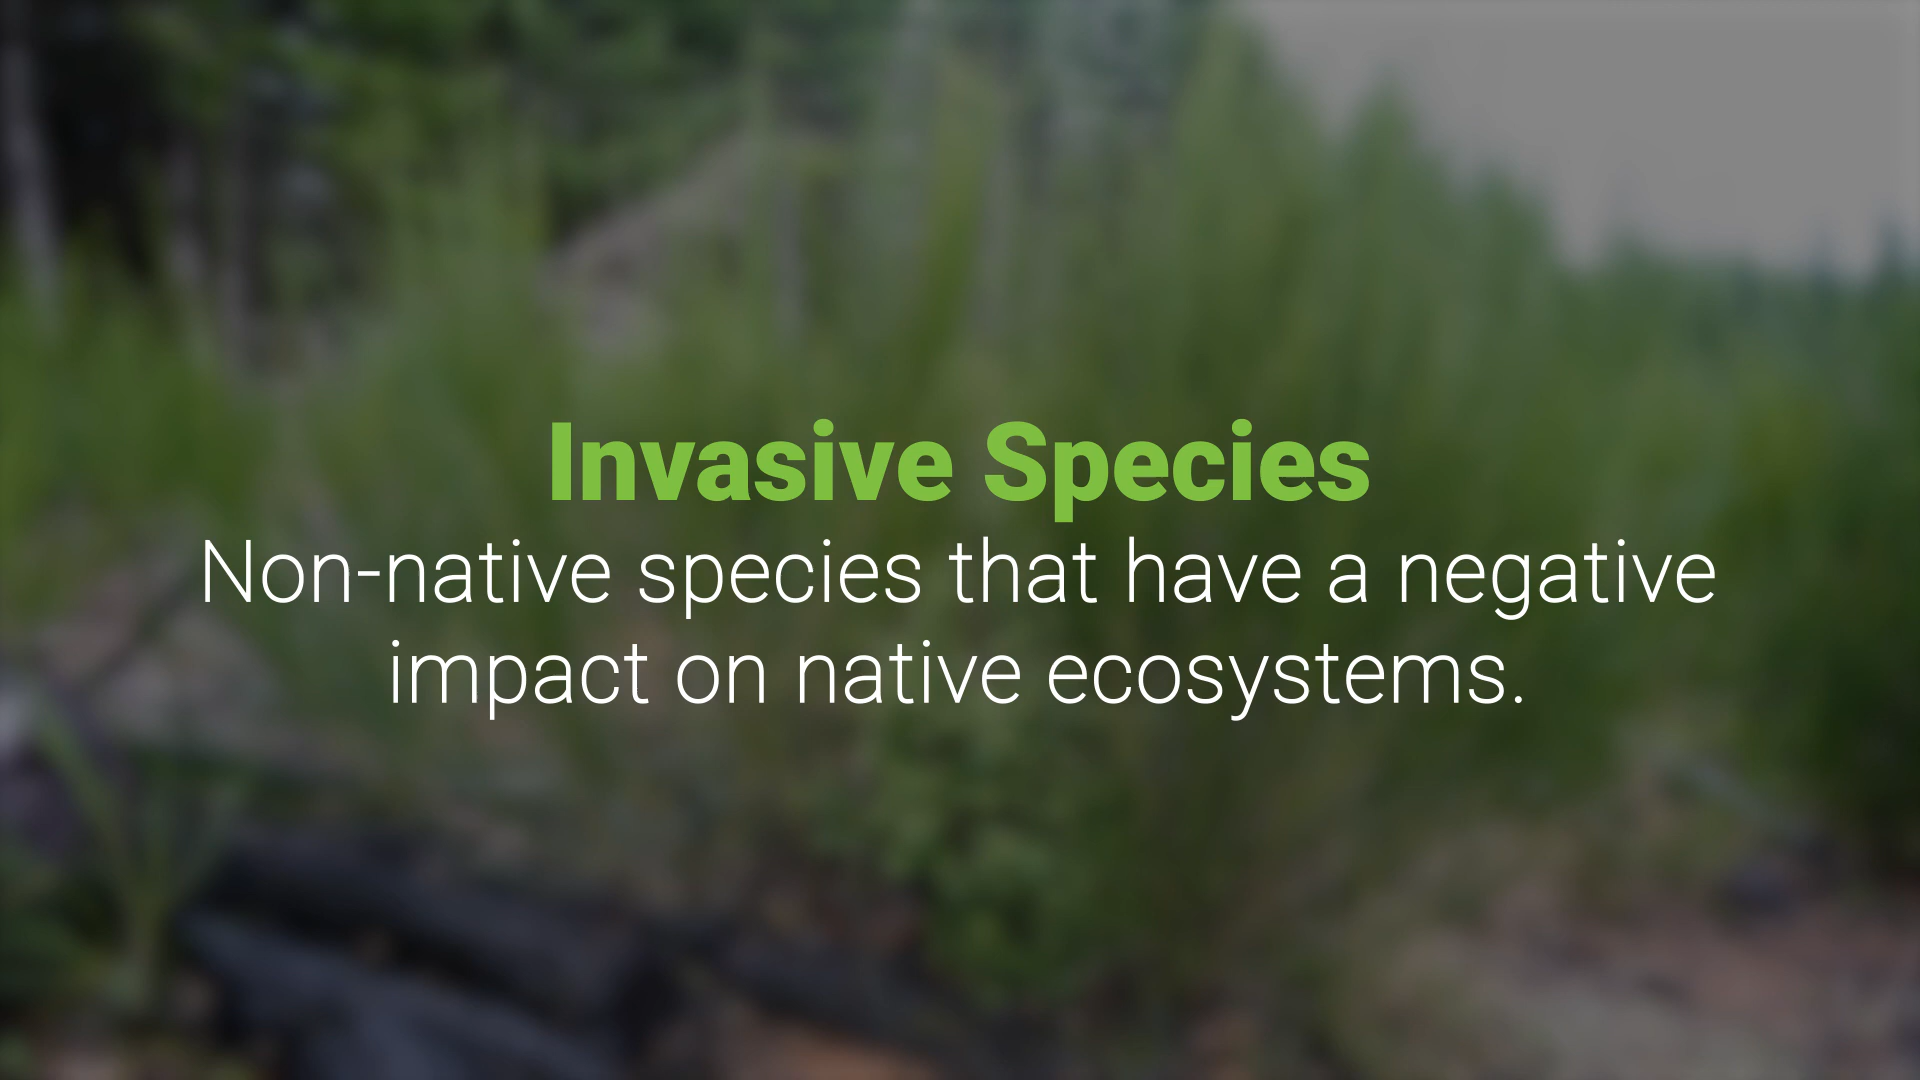 Invasive Species
Non-native species that have a negative
impact on native ecosystems.